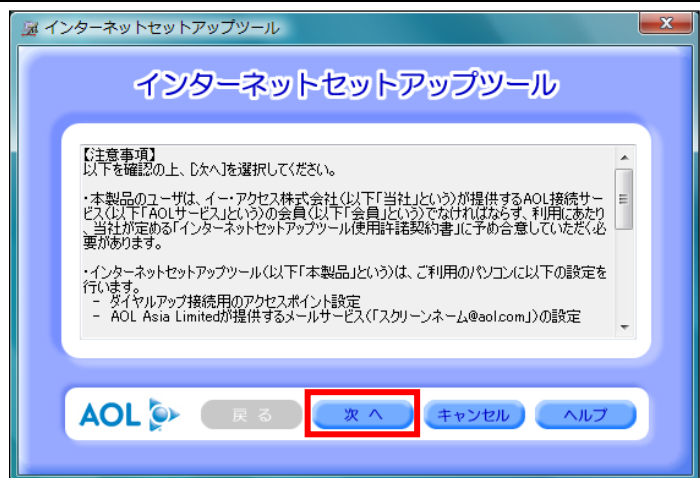 インターネットセットアップツール
インターネットセットアップツール
【注意事項】
以下を確認の上、[次へ]を選択してください。
・本製品のユーザは、イー・アクセス株式会社(以下「当社」という)が提供するAOL接続サー
ビス(以下「AOLサービス」という)の会員(以下「会員」という)でなければならず、利用にあたり
、当社が定める「インターネットセットアップツール使用許諾契約書」に予め合意していただく必
要があります。
・インターネットセットアップツール(以下「本製品」という)は、ご利用のパソコンに以下の設定を
行います。
- ダイヤルアップ接続用のアクセスポイント設定
- AOL Asia Limitedが提供するメールサービス(「スクリーンネーム@aol.com」)の設定
AOL 戻る 次へ キャンセル ヘルプ